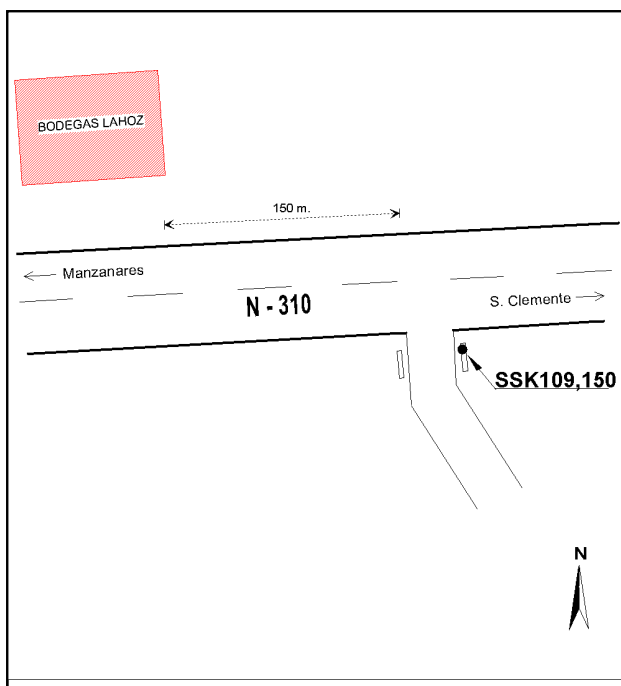 BODEGAS LAHOZ
150 m.
Manzanares
N - 310
S. Clemente
SSK109,150
N